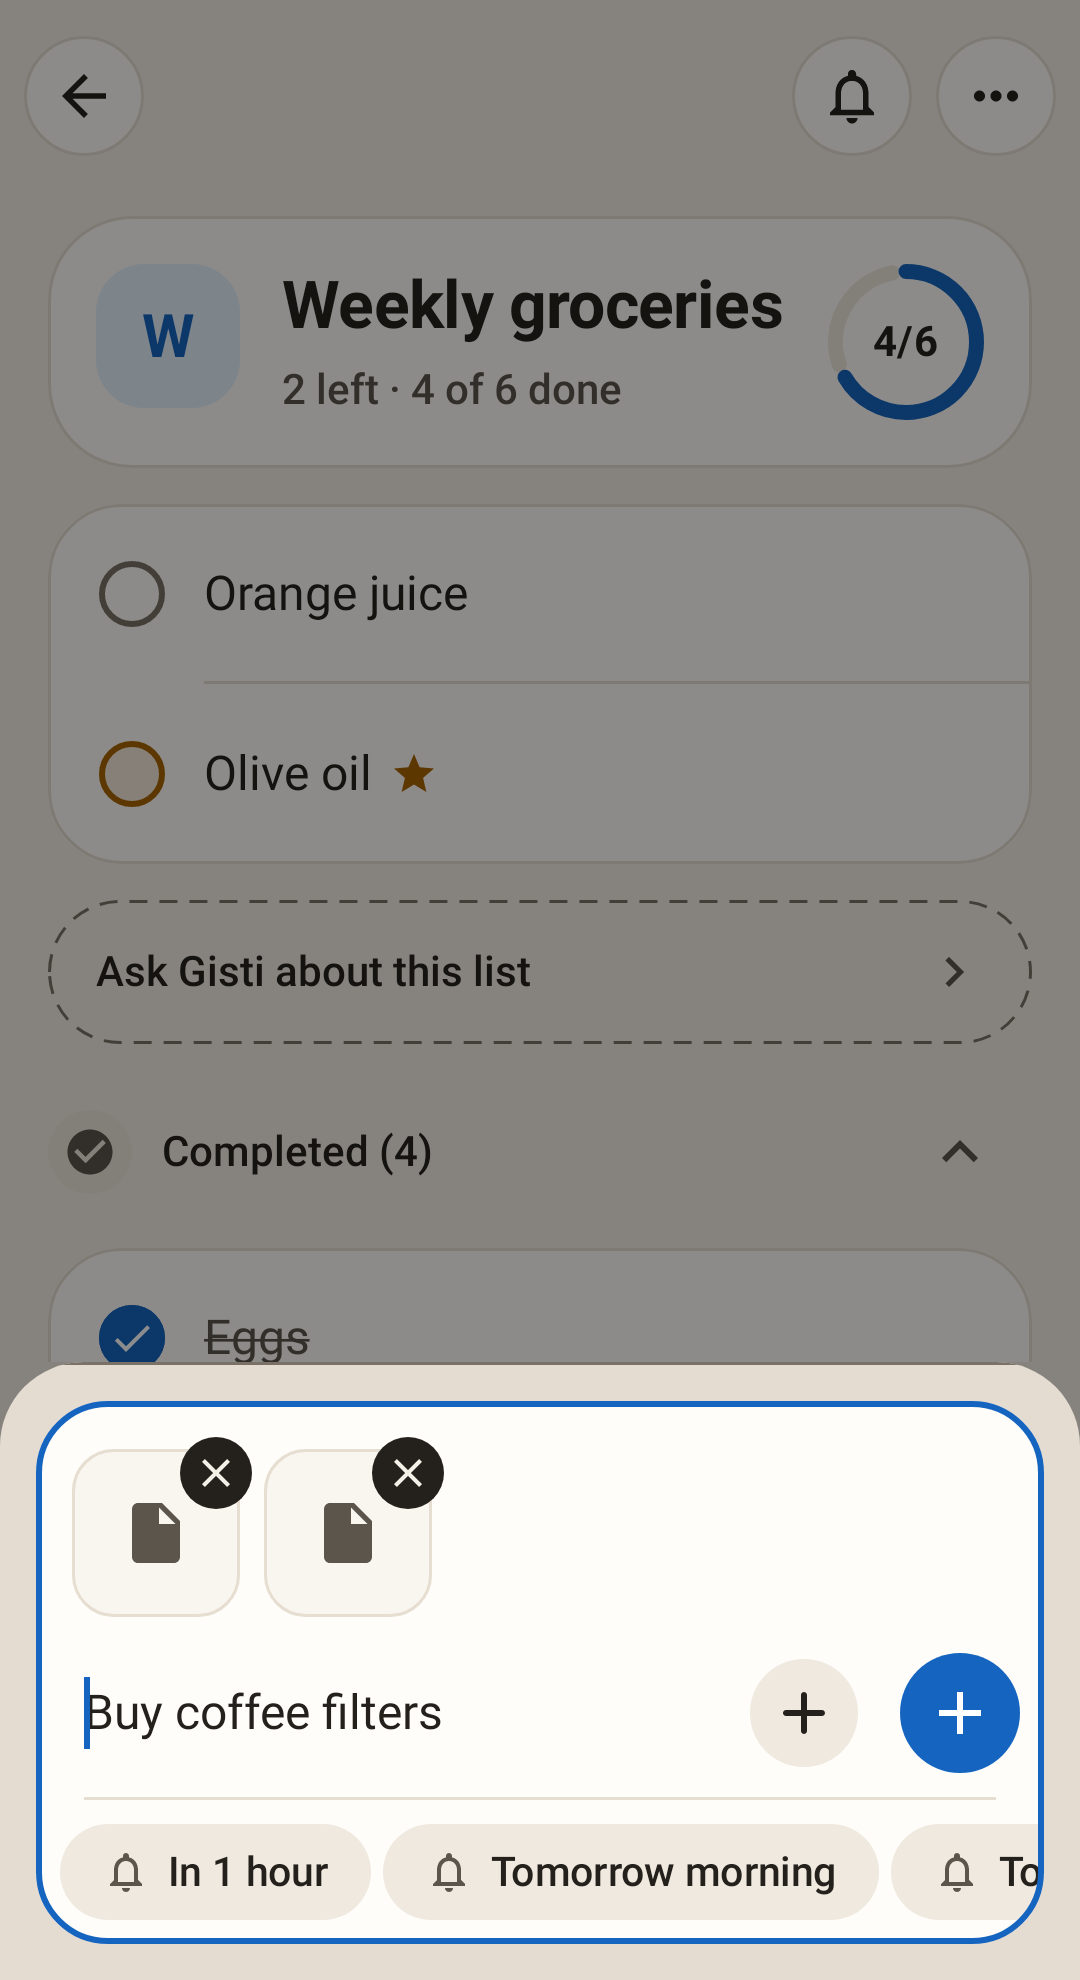 W
Weekly groceries
2 left · 4 of 6 done
4/6
Orange juice
Olive oil
Ask Gisti about this list
Completed (4)
Eggs
Buy coffee filters
In 1 hour
Tomorrow morning
To